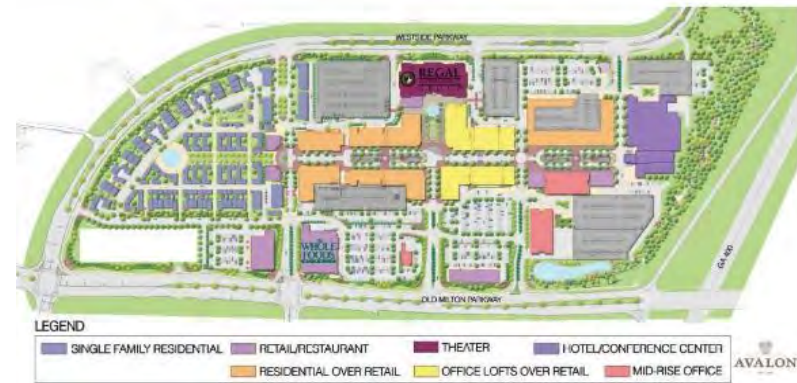 WESTSIDE PARKWAY
REGAL
WHOLE
FOODS
GA 400
OLD MILTON PARKWAY
LEGEND
SINGLE FAMILY RESIDENTIAL
RETAIL/RESTAURANT
THEATER
HOTEL/CONFERENCE CENTER
RESIDENTIAL OVER RETAIL
OFFICE LOFTS OVER RETAIL
MID-RISE OFFICE
AVALON